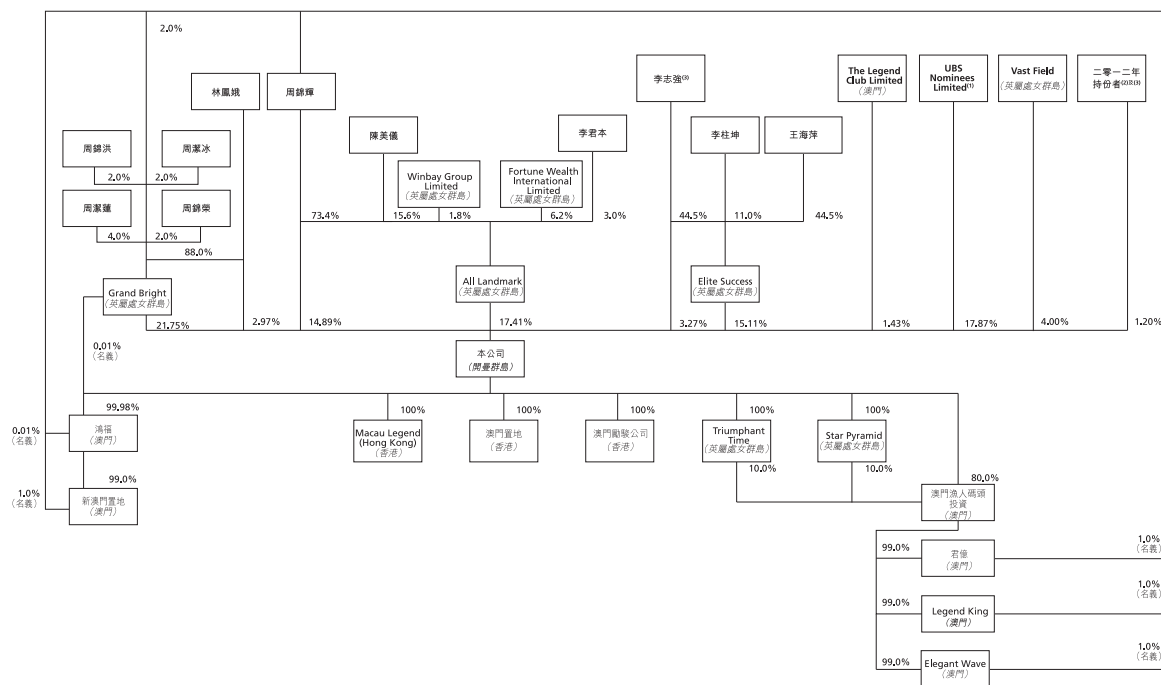 2.0%
林鳳娥
周錦輝
李志強(3)
The Legend
Club Limited
(澳門)
UBS
Nominees
Limited(1)
Vast Field
(英屬處女群島)
二零一二年
持份者(2)及(3)
周錦洪
周潔冰
2.0%
2.0%
周潔蓮
周錦榮
4.0%
2.0%
88.0%
陳美儀
Winbay Group
Limited
(英屬處女群島)
Fortune Wealth
International
Limited
(英屬處女群島)
李君本
李柱坤
王海萍
73.4%
15.6%
1.8%
6.2%
3.0%
44.5%
11.0%
44.5%
Grand Bright
(英屬處女群島)
All Landmark
(英屬處女群島)
Elite Success
(英屬處女群島)
21.75%
2.97%
14.89%
17.41%
3.27%
15.11%
1.43%
17.87%
4.00%
1.20%
0.01%
(名義)
本公司
(開曼群島)
99.98%
100%
100%
100%
100%
100%
0.01%
(名義)
鴻福
(澳門)
Macau Legend
(Hong Kong)
(香港)
澳門置地
(香港)
澳門勵駿公司
(香港)
Triumphant
Time
(英屬處女群島)
Star Pyramid
(英屬處女群島)
99.0%
10.0%
10.0%
80.0%
1.0%
(名義)
新澳門置地
(澳門)
澳門漁人碼頭
投資
(澳門)
99.0%
君億
(澳門)
1.0%
(名義)
99.0%
Legend King
(澳門)
1.0%
(名義)
99.0%
Elegant Wave
(澳門)
1.0%
(名義)